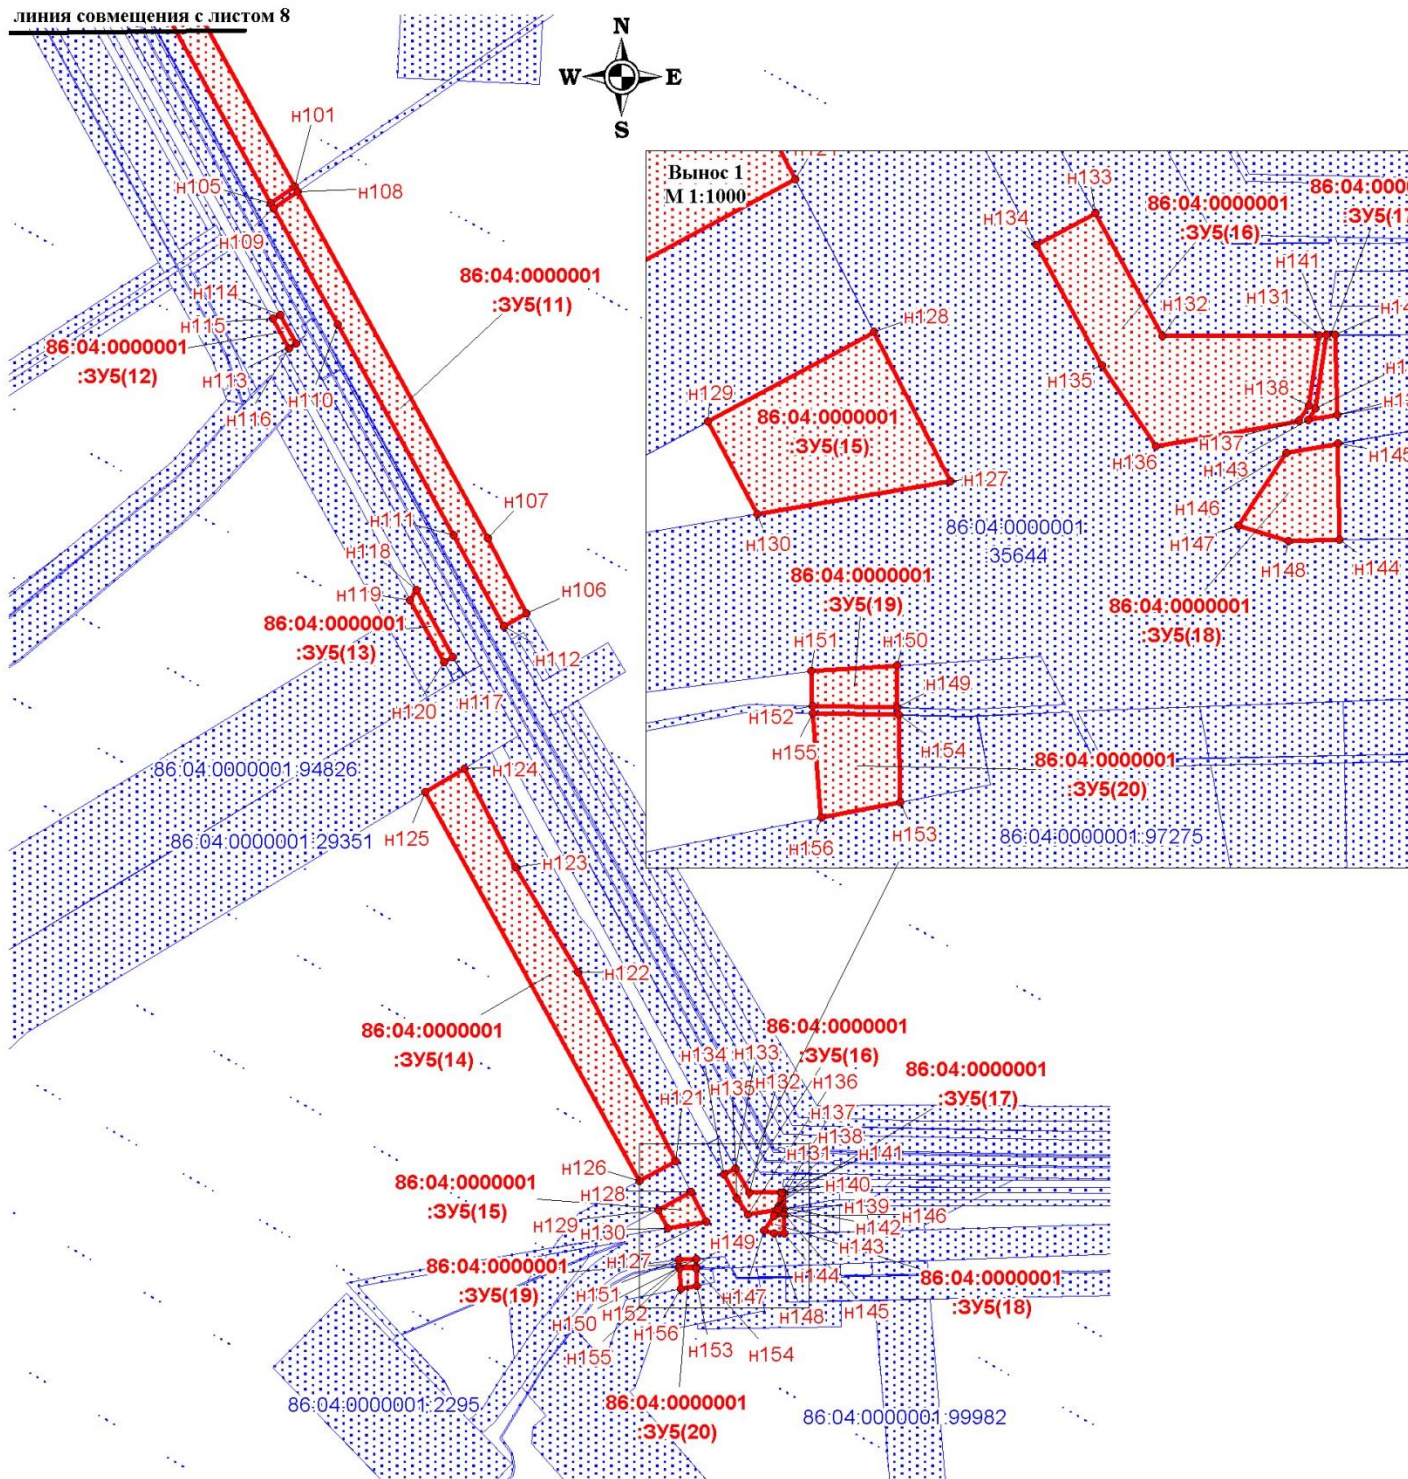 линия совмещения с листом 8
N
W E
S
н101
н105
н108
н109
н114
н115
86:04:0000001
:ЗУ5(11)
86:04:0000001
:ЗУ5(12)
н113
н110
н116
н107
н111
н118
н119
н106
86:04:0000001
:ЗУ5(13)
н112
н117
н120
86:04:0000001:94826
н124
86:04:0000001:29351
н125
н123
н122
86:04:0000001
:ЗУ5(14)
н121
н126
Вынос 1
М 1:1000
н133
86:04:0000001
:ЗУ5(16)
н134
н141
н131
н132
н128
н135
н138
н129
86:04:0000001
:ЗУ5(15)
н137
н136
н143
н145
н127
н146
н147
86:04:0000001
35644
н130
н148
н144
86:04:0000001
:ЗУ5(19)
86:04:0000001
:ЗУ5(18)
н151
н150
н149
н152
н155
н154
86:04:0000001
:ЗУ5(20)
н153
н156
86:04:0000001:97275
н134
н133
86:04:0000001
:ЗУ5(16)
н135
н132
н136
86:04:0000001
:ЗУ5(17)
н137
н138
н131
н141
86:04:0000001
:ЗУ5(15)
н128
н140
н139
н146
н129
н130
н142
н149
н143
86:04:0000001
:ЗУ5(19)
н127
н144
86:04:0000001
:ЗУ5(18)
н151
н147
н150
н152
н148
н145
н156
н153
н154
н155
86:04:0000001:2295
86:04:0000001
:ЗУ5(20)
86:04:0000001:99982